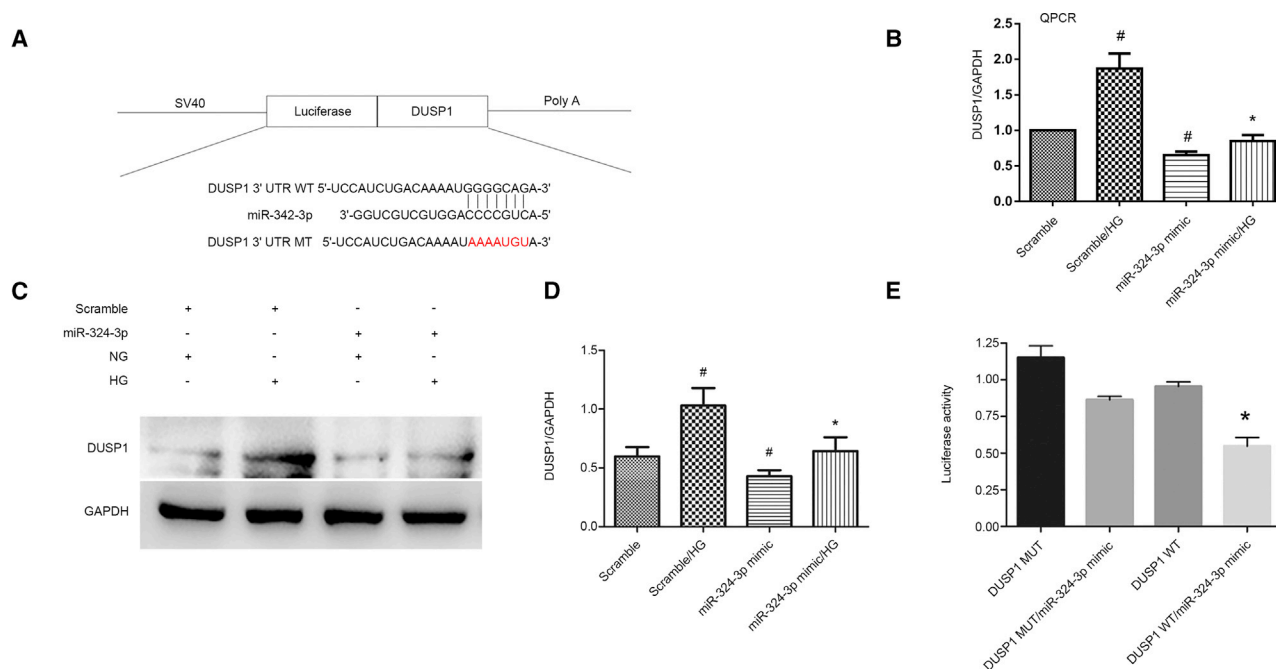 A
SV40
Luciferase
DUSP1
Poly A
DUSP1 3' UTR WT 5'-UCCAUCUGACAAAAUGGGGCAGA-3'
miR-342-3p 3'-GGUCGUCGUGGACCCCGUCA-5'
DUSP1 3' UTR MT 5'-UCCAUCUGACAAAAUAAAAUGUA-3'
B
QPCR
DUSP1/GAPDH
2.5
2.0
1.5
1.0
0.5
0.0
#
#
*
Scramble
Scramble/HG
miR-324-3p mimic
miR-324-3p mimic/HG
C
Scramble + + - -
miR-324-3p - - + +
NG + - + -
HG - + - +
DUSP1
GAPDH
D
DUSP1/GAPDH
1.5
1.0
0.5
0.0
#
#
*
Scramble
Scramble/HG
miR-324-3p mimic
miR-324-3p mimic/HG
E
Luciferase activity
1.25
1.00
0.75
0.50
0.25
0.00
*
DUSP1 MUT
DUSP1 MUT/miR-324-3p mimic
DUSP1 WT
DUSP1 WT/miR-324-3p mimic